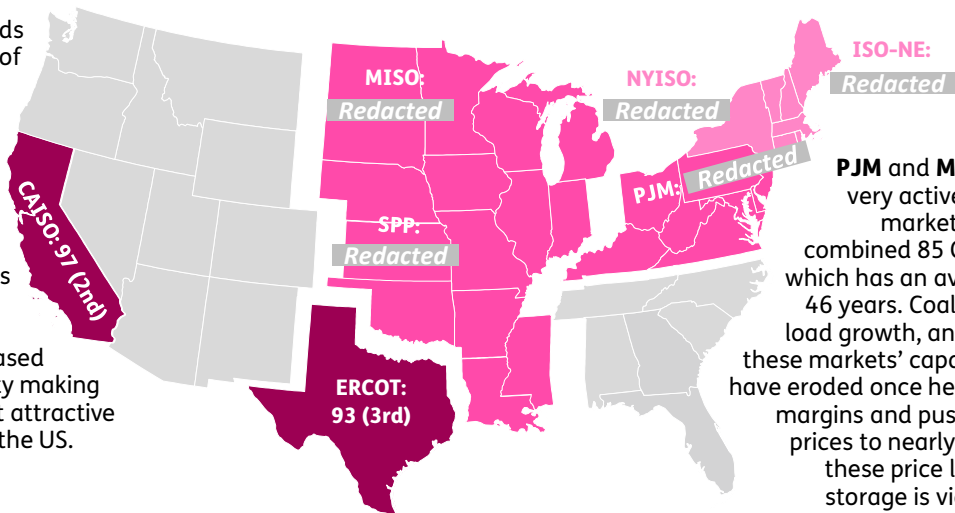 ds
of
s
ased
y making
t attractive
the US.
CAISO: 97 (2nd)
MISO:
Redacted
SPP:
Redacted
ERCOT:
93 (3rd)
NYISO:
Redacted
PJM: Redacted
ISO-NE:
Redacted
PJM and M
very active
market
combined 85 G
which has an av
46 years. Coal
load growth, an
these markets’ capa
have eroded once he
margins and pus
prices to nearly
these price l
storage is vi